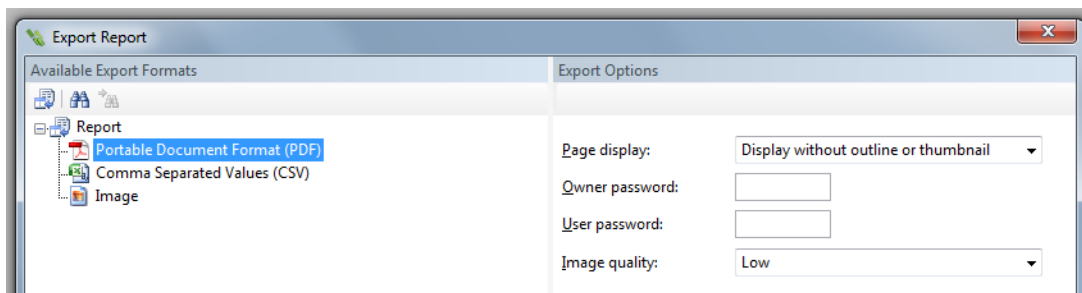 Export Report
Available Export Formats
Export Options
Report
Portable Document Format (PDF)
Comma Separated Values (CSV)
Image
Page display: Display without outline or thumbnail
Owner password:
User password:
Image quality: Low